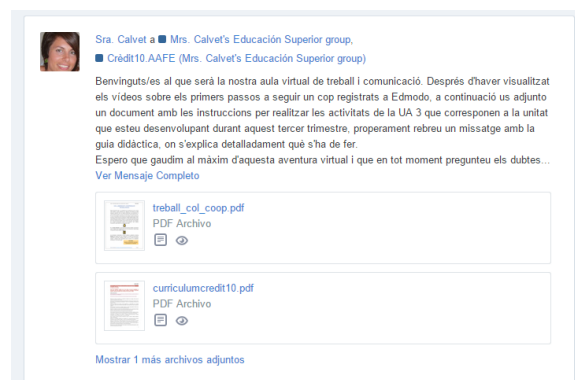 Sra. Calvet a Mrs. Calvet's Educación Superior group,
Crèdit10.AAFE (Mrs. Calvet's Educación Superior group)
Benvinguts/es al que serà la nostra aula virtual de treball i comunicació. Després d'haver visualitzat
els vídeos sobre els primers passos a seguir un cop registrats a Edmodo, a continuació us adjunto
un document amb les instruccions per realitzar les activitats de la UA 3 que corresponen a la unitat
que esteu desenvolupant durant aquest tercer trimestre, properament rebreu un missatge amb la
guia didàctica, on s'explica detalladament què s'ha de fer.
Espero que gaudim al màxim d'aquesta aventura virtual i que en tot moment pregunteu els dubtes...
Ver Mensaje Completo
treball_col_coop.pdf
PDF Archivo
curriculumcredit10.pdf
PDF Archivo
Mostrar 1 más archivos adjuntos